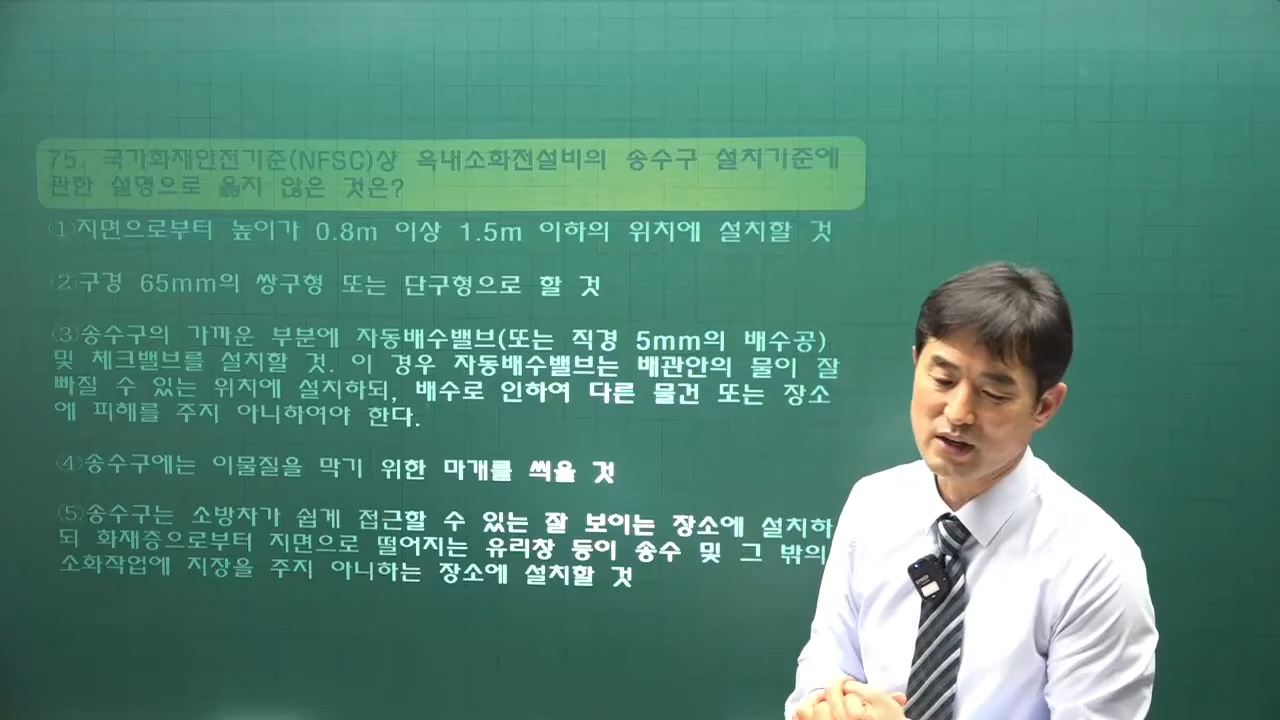 75. 국가화재안전기준(NFSC)상 옥내소화전설비의 송수구 설치기준에
관한 설명으로 옳지 않은 것은?
①지면으로부터 높이가 0.8m 이상 1.5m 이하의 위치에 설치할 것
②구경 65mm의 쌍구형 또는 단구형으로 할 것
③송수구의 가까운 부분에 자동배수밸브(또는 직경 5mm의 배수공)
및 체크밸브를 설치할 것. 이 경우 자동배수밸브는 배관안의 물이 잘
빠질 수 있는 위치에 설치하되, 배수로 인하여 다른 물건 또는 장소
에 피해를 주지 아니하여야 한다.
④송수구에는 이물질을 막기 위한 마개를 씌울 것
⑤송수구는 소방차가 쉽게 접근할 수 있는 잘 보이는 장소에 설치하
되 화재층으로부터 지면으로 떨어지는 유리창 등이 송수 및 그 밖의
소화작업에 지장을 주지 아니하는 장소에 설치할 것